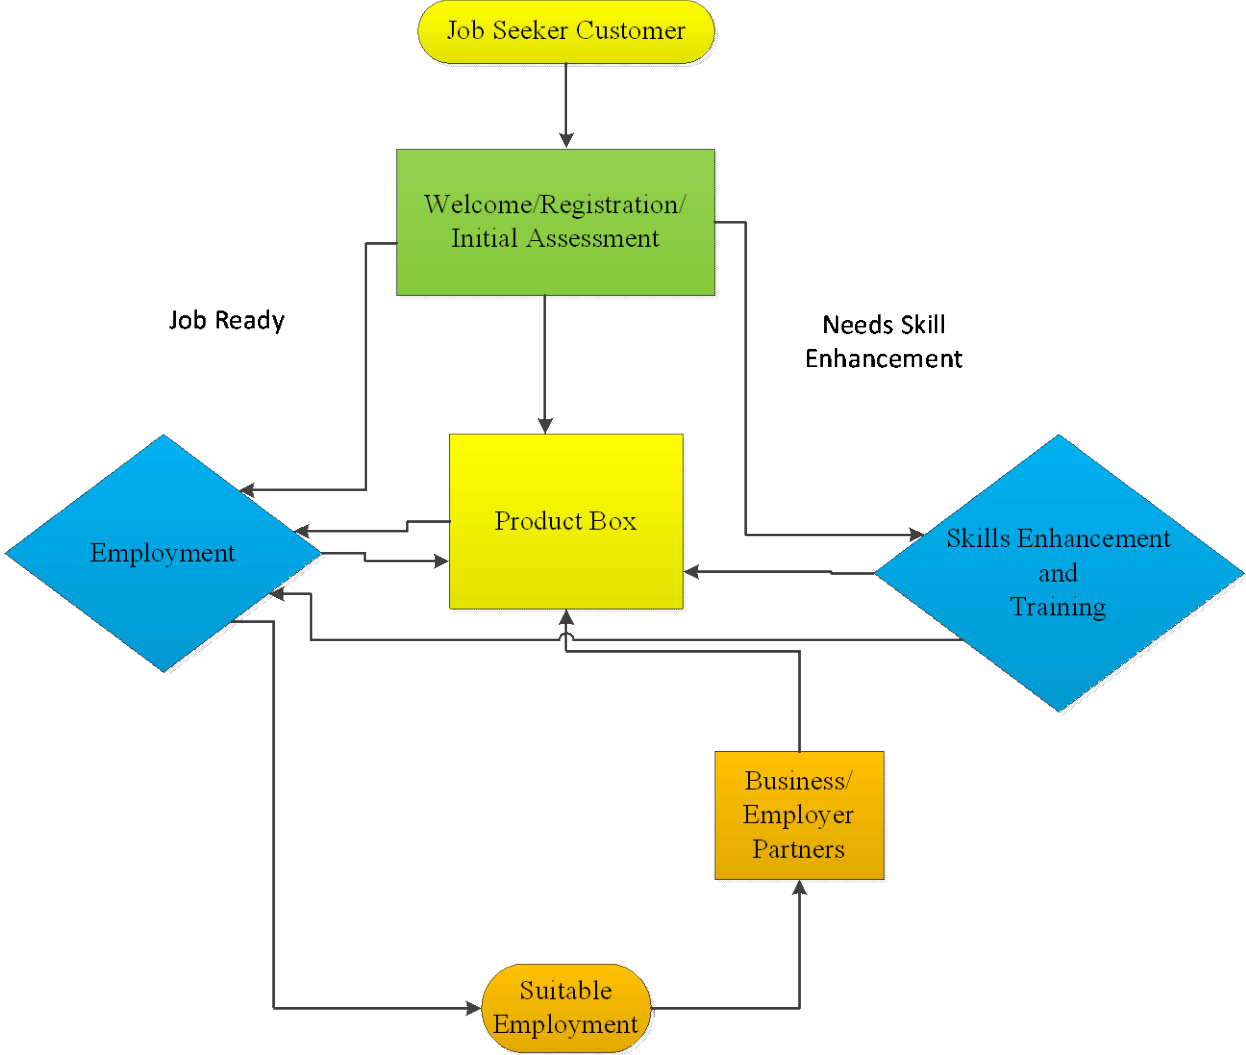 Job Seeker Customer
Welcome/Registration/
Initial Assessment
Job Ready
Needs Skill
Enhancement
Employment
Product Box
Skills Enhancement
and
Training
Business/
Employer
Partners
Suitable
Employment